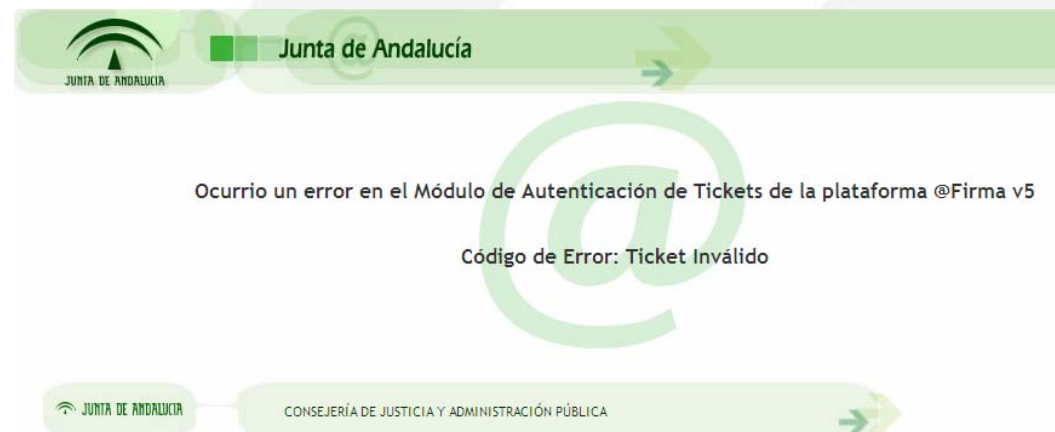 JUNTA DE ANDALUCIA
Junta de Andalucía
Ocurrio un error en el Módulo de Autenticación de Tickets de la plataforma @Firma v5
Código de Error: Ticket Inválido
JUNTA DE ANDALUCIA
CONSEJERÍA DE JUSTICIA Y ADMINISTRACIÓN PÚBLICA